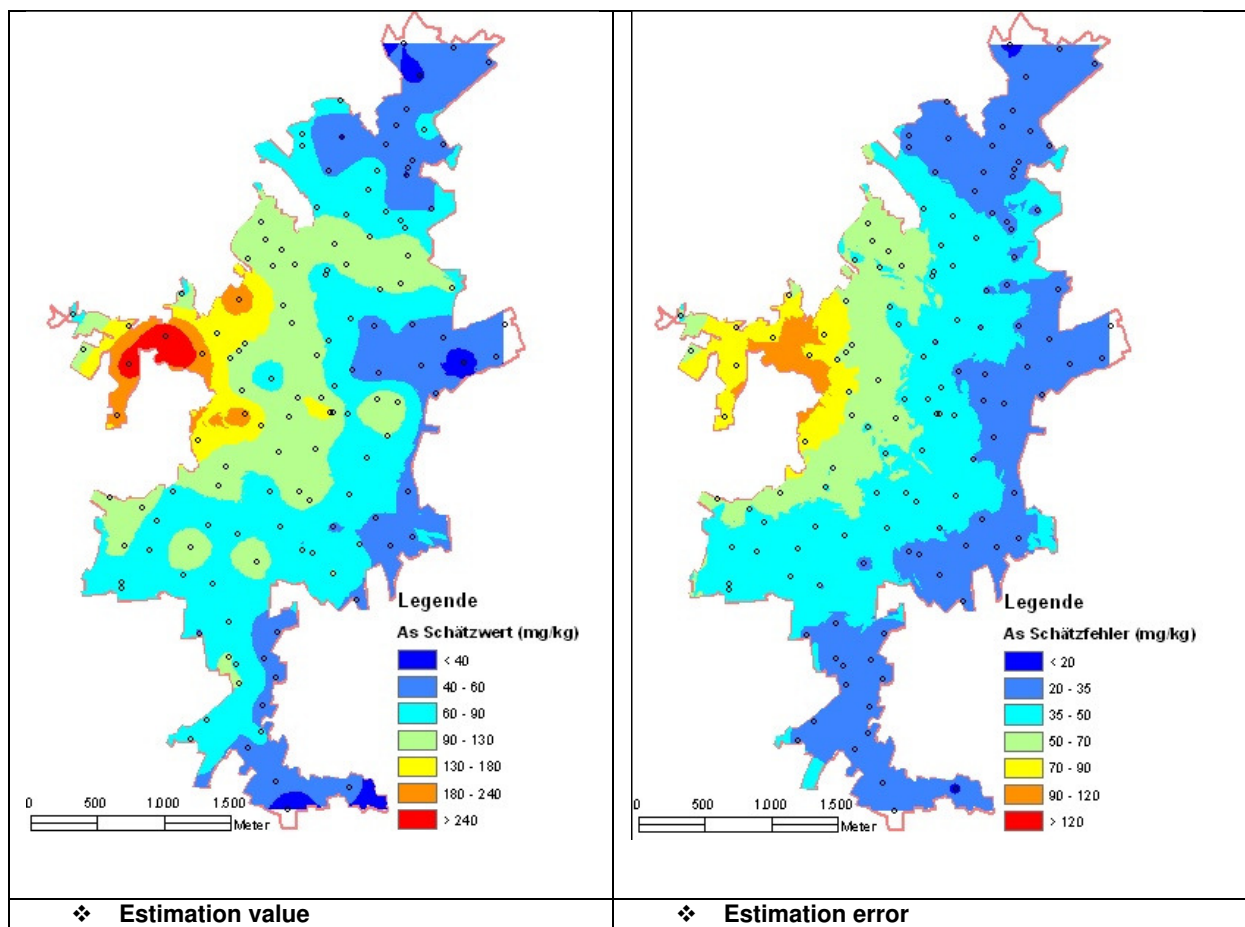 Legende
As Schätzwert (mg/kg)
< 40
40 - 60
60 - 90
90 - 130
130 - 180
180 - 240
> 240
0 500 1.000 1.500
Meter
❖ Estimation value
Legende
As Schätzfehler (mg/kg)
< 20
20 - 35
35 - 50
50 - 70
70 - 90
90 - 120
> 120
0 500 1.000 1.500
Meter
❖ Estimation error